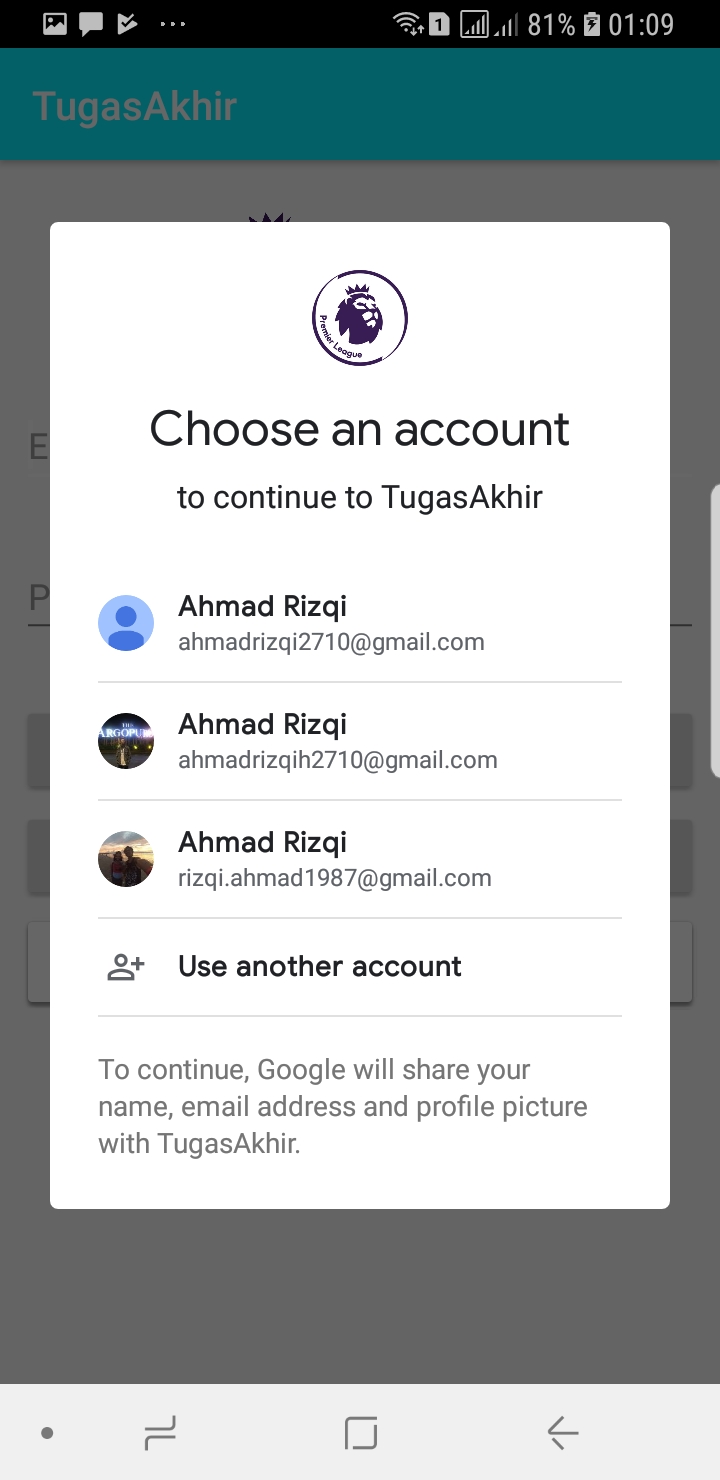 1 81% 01:09
TugasAkhir
Premier League
Choose an account
to continue to TugasAkhir
E
Ahmad Rizqi
ahmadrizqi2710@gmail.com
P
ARGOPU
Ahmad Rizqi
ahmadrizqih2710@gmail.com
Ahmad Rizqi
rizqi.ahmad1987@gmail.com
Use another account
To continue, Google will share your
name, email address and profile picture
with TugasAkhir.